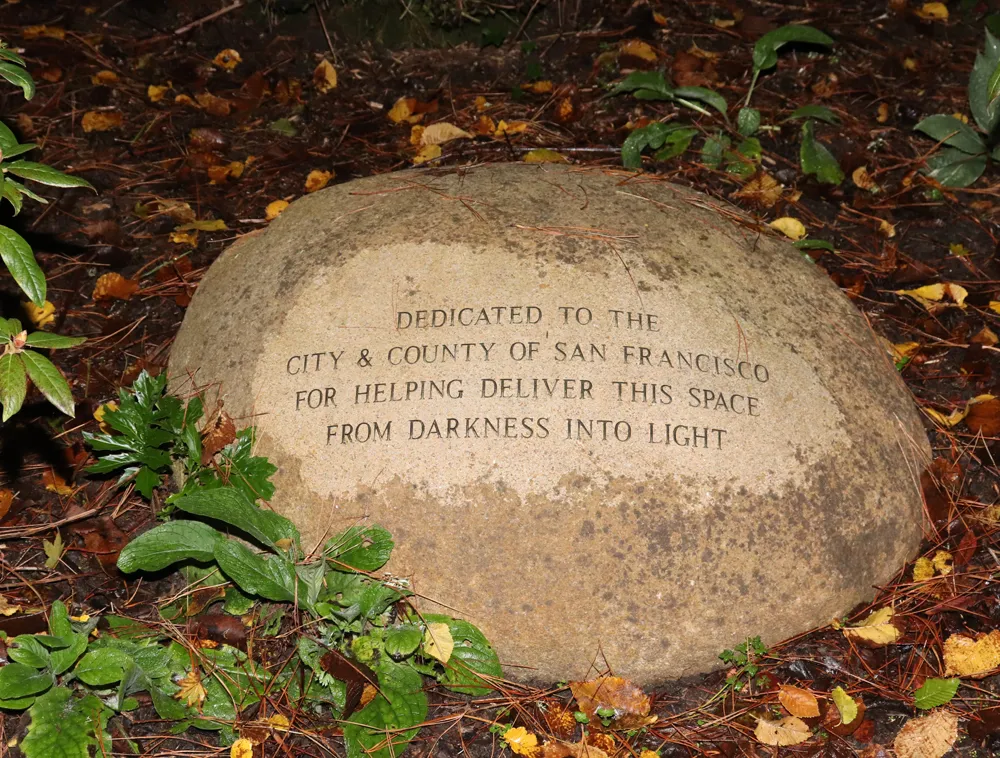 DEDICATED TO THE
CITY & COUNTY OF SAN FRANCISCO
FOR HELPING DELIVER THIS SPACE
FROM DARKNESS INTO LIGHT